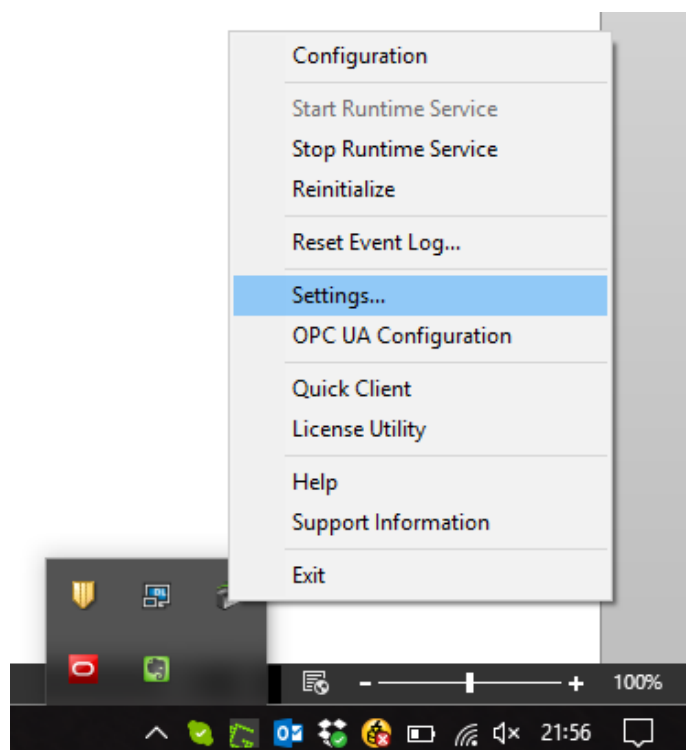 Configuration
Start Runtime Service
Stop Runtime Service
Reinitialize
Reset Event Log...
Settings...
OPC UA Configuration
Quick Client
License Utility
Help
Support Information
Exit
100%
21:56